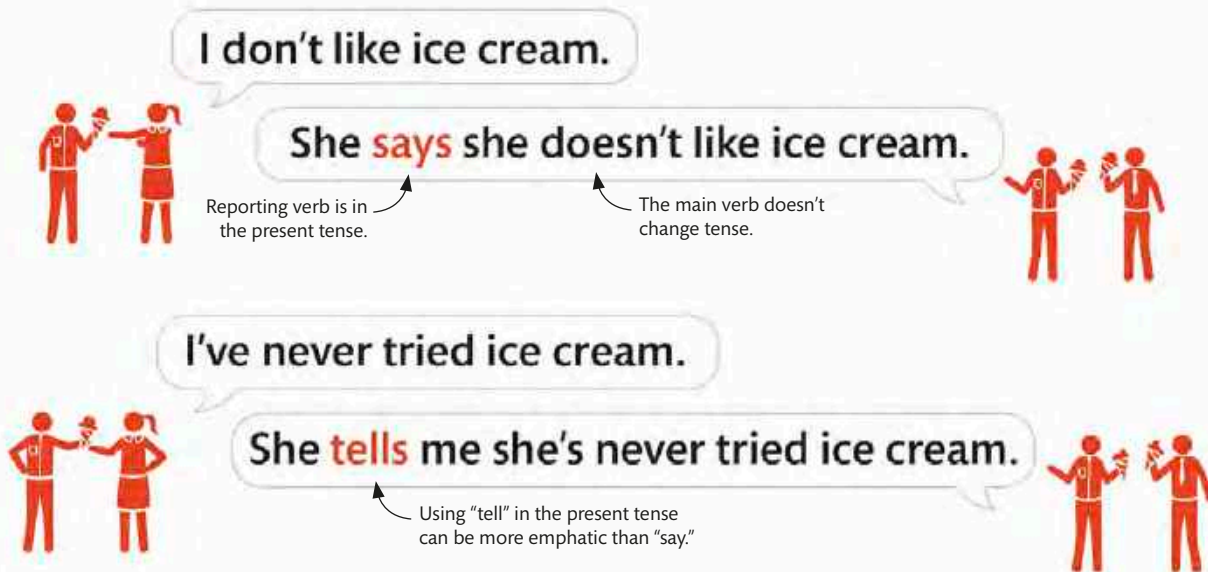 I don't like ice cream.
She says she doesn't like ice cream.
Reporting verb is in
the present tense.
The main verb doesn't
change tense.
I've never tried ice cream.
She tells me she's never tried ice cream.
Using “tell” in the present tense
can be more emphatic than “say.”